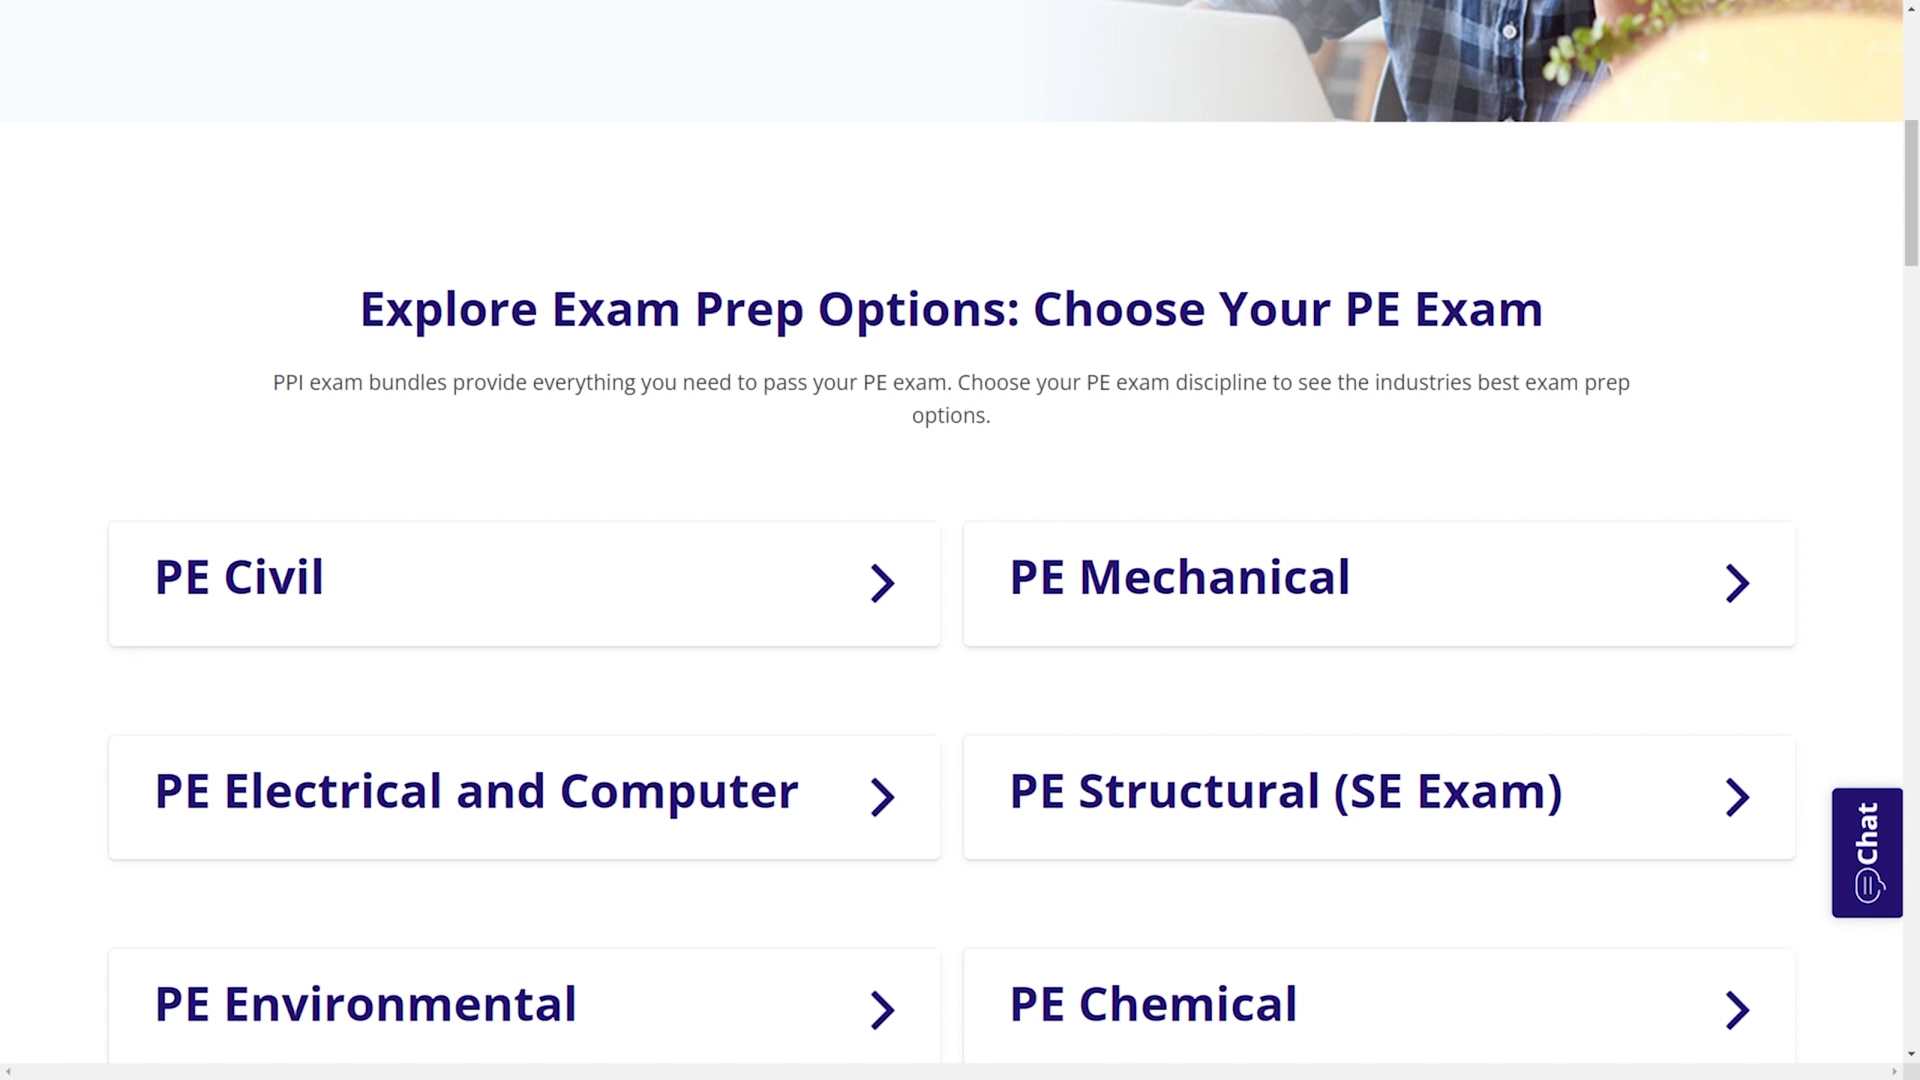 Explore Exam Prep Options: Choose Your PE Exam
PPI exam bundles provide everything you need to pass your PE exam. Choose your PE exam discipline to see the industries best exam prep
options.
PE Civil
PE Mechanical
PE Electrical and Computer
PE Structural (SE Exam)
Chat
PE Environmental
PE Chemical